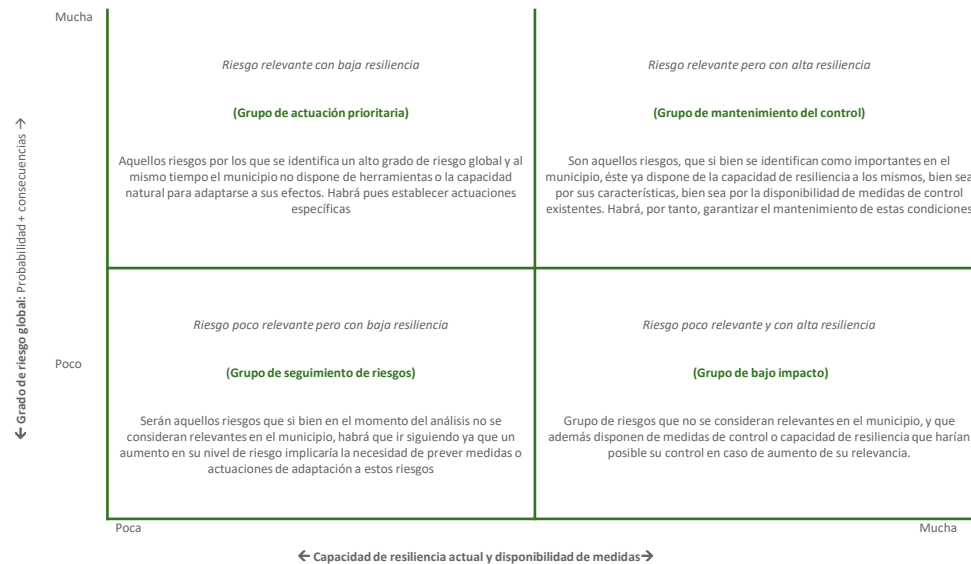 Mucha
Riesgo relevante con baja resiliencia
(Grupo de actuación prioritaria)
Aquellos riesgos por los que se identifica un alto grado de riesgo global y al
mismo tiempo el municipio no dispone de herramientas o la capacidad
natural para adaptarse a sus efectos. Habrá pues establecer actuaciones
específicas
Riesgo relevante pero con alta resiliencia
(Grupo de mantenimiento del control)
Son aquellos riesgos, que si bien se identifican como importantes en el
municipio, éste ya dispone de la capacidad de resiliencia a los mismos, bien sea
por sus características, bien sea por la disponibilidad de medidas de control
existentes. Habrá, por tanto, garantizar el mantenimiento de estas condiciones
← Grado de riesgo global: Probabilidad + consecuencias →
Poco
Riesgo poco relevante pero con baja resiliencia
(Grupo de seguimiento de riesgos)
Serán aquellos riesgos que si bien en el momento del análisis no se
consideran relevantes en el municipio, habrá que ir siguiendo ya que un
aumento en su nivel de riesgo implicaría la necesidad de prever medidas o
actuaciones de adaptación a estos riesgos
Riesgo poco relevante y con alta resiliencia
(Grupo de bajo impacto)
Grupo de riesgos que no se consideran relevantes en el municipio, y que
además disponen de medidas de control o capacidad de resiliencia que harían
posible su control en caso de aumento de su relevancia.
Poca
Mucha
← Capacidad de resiliencia actual y disponibilidad de medidas→